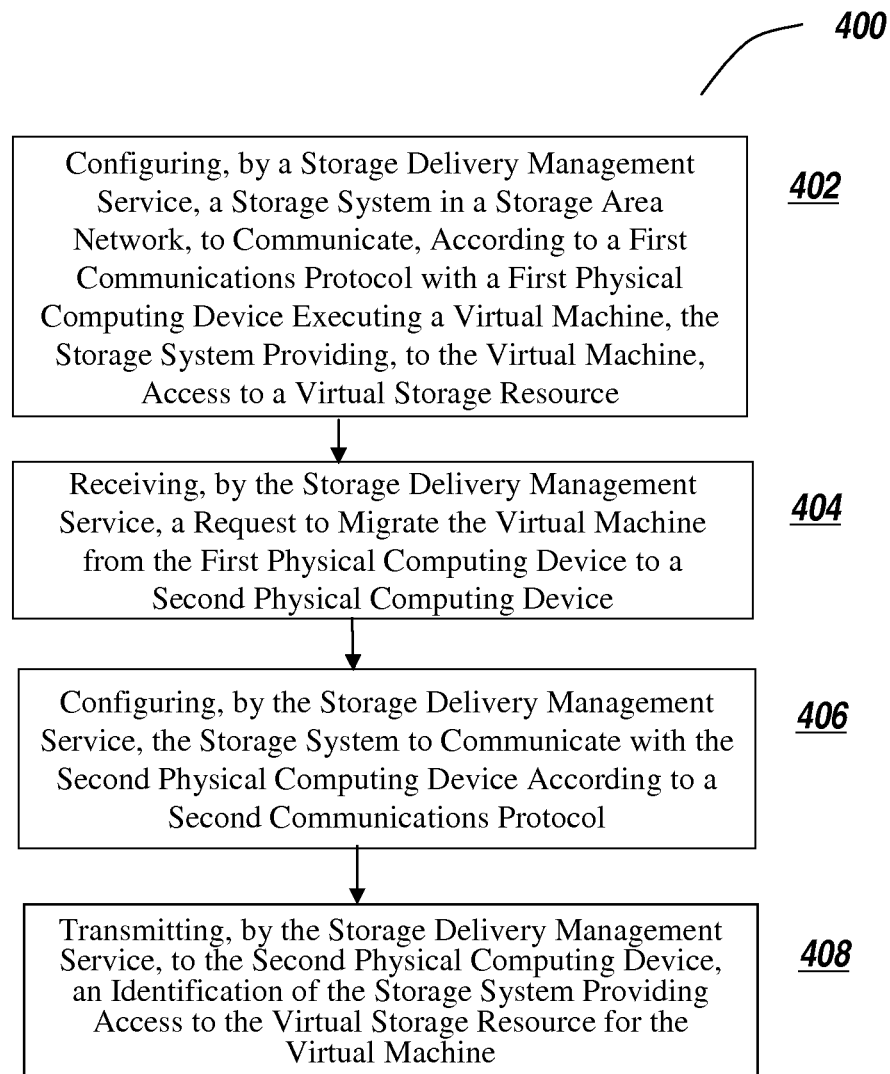 400
Configuring, by a Storage Delivery Management
Service, a Storage System in a Storage Area
Network, to Communicate, According to a First
Communications Protocol with a First Physical
Computing Device Executing a Virtual Machine, the
Storage System Providing, to the Virtual Machine,
Access to a Virtual Storage Resource
402
Receiving, by the Storage Delivery Management
Service, a Request to Migrate the Virtual Machine
from the First Physical Computing Device to a
Second Physical Computing Device
404
Configuring, by the Storage Delivery Management
Service, the Storage System to Communicate with the
Second Physical Computing Device According to a
Second Communications Protocol
406
Transmitting, by the Storage Delivery Management
Service, to the Second Physical Computing Device,
an Identification of the Storage System Providing
Access to the Virtual Storage Resource for the
Virtual Machine
408